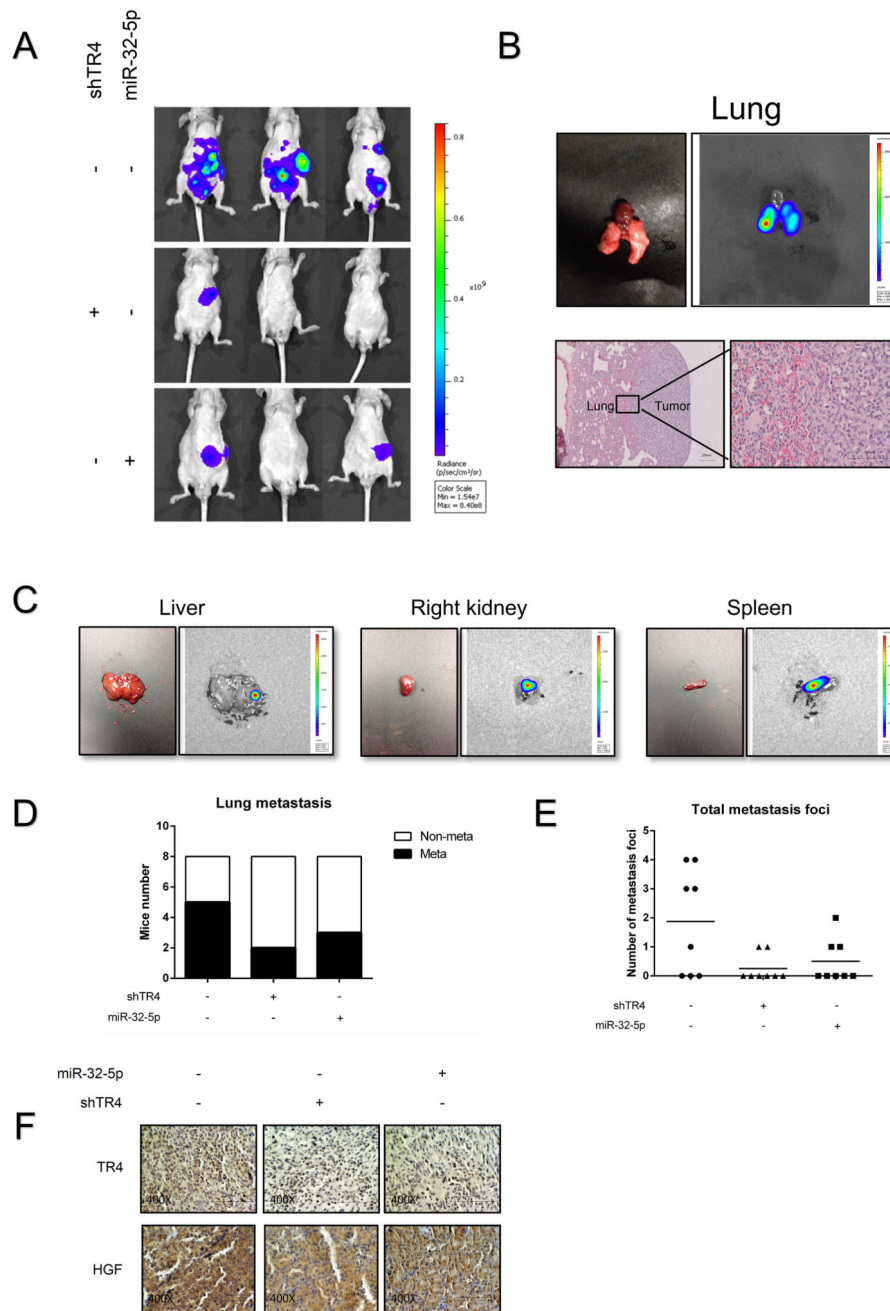 A
shTR4
miR-32-5p
- -
+ -
- +
0.8
0.6
x10⁹
0.4
0.2
Radiance
(p/sec/cm²/sr)
Color Scale
Min = 1.54e7
Max = 8.40e8
B
Lung
Lung
Tumor
C
Liver
Right kidney
Spleen
D
Lung metastasis
Non-meta
Meta
Mice number
10
8
6
4
2
0
shTR4 - + -
miR-32-5p - - +
E
Total metastasis foci
Number of metastasis foci
5
4
3
2
1
0
shTR4 - + -
miR-32-5p - - +
miR-32-5p - - +
shTR4 - + -
F
TR4
400X
400X
400X
HGF
400X
400X
400X